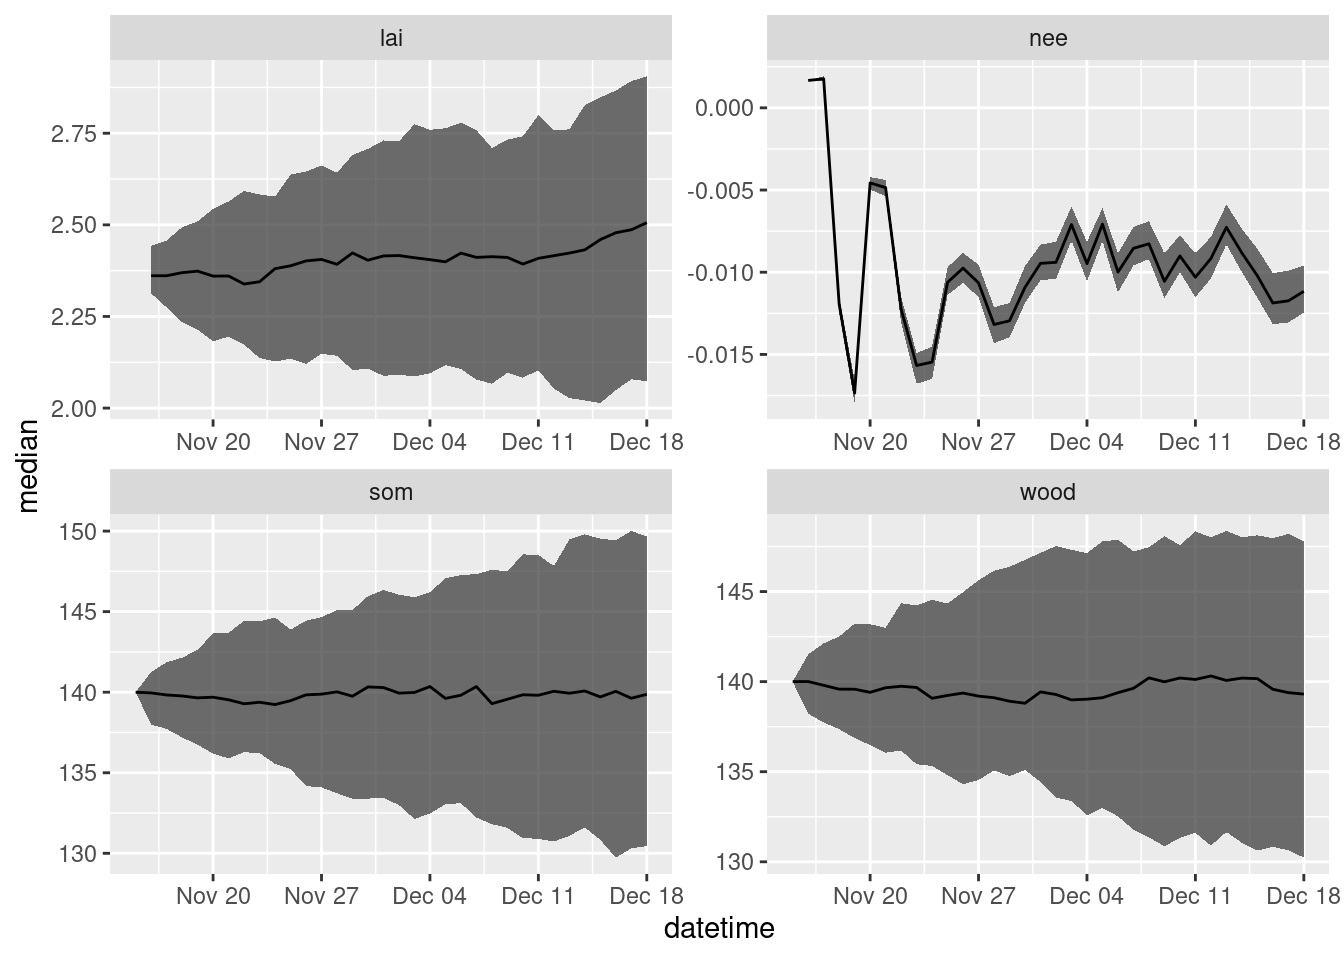 lai
nee
2.75
2.50
2.25
2.00
0.000
-0.005
-0.010
-0.015
Nov 20 Nov 27 Dec 04 Dec 11 Dec 18
Nov 20 Nov 27 Dec 04 Dec 11 Dec 18
median
som
wood
150
145
140
135
130
145
140
135
130
Nov 20 Nov 27 Dec 04 Dec 11 Dec 18
Nov 20 Nov 27 Dec 04 Dec 11 Dec 18
datetime